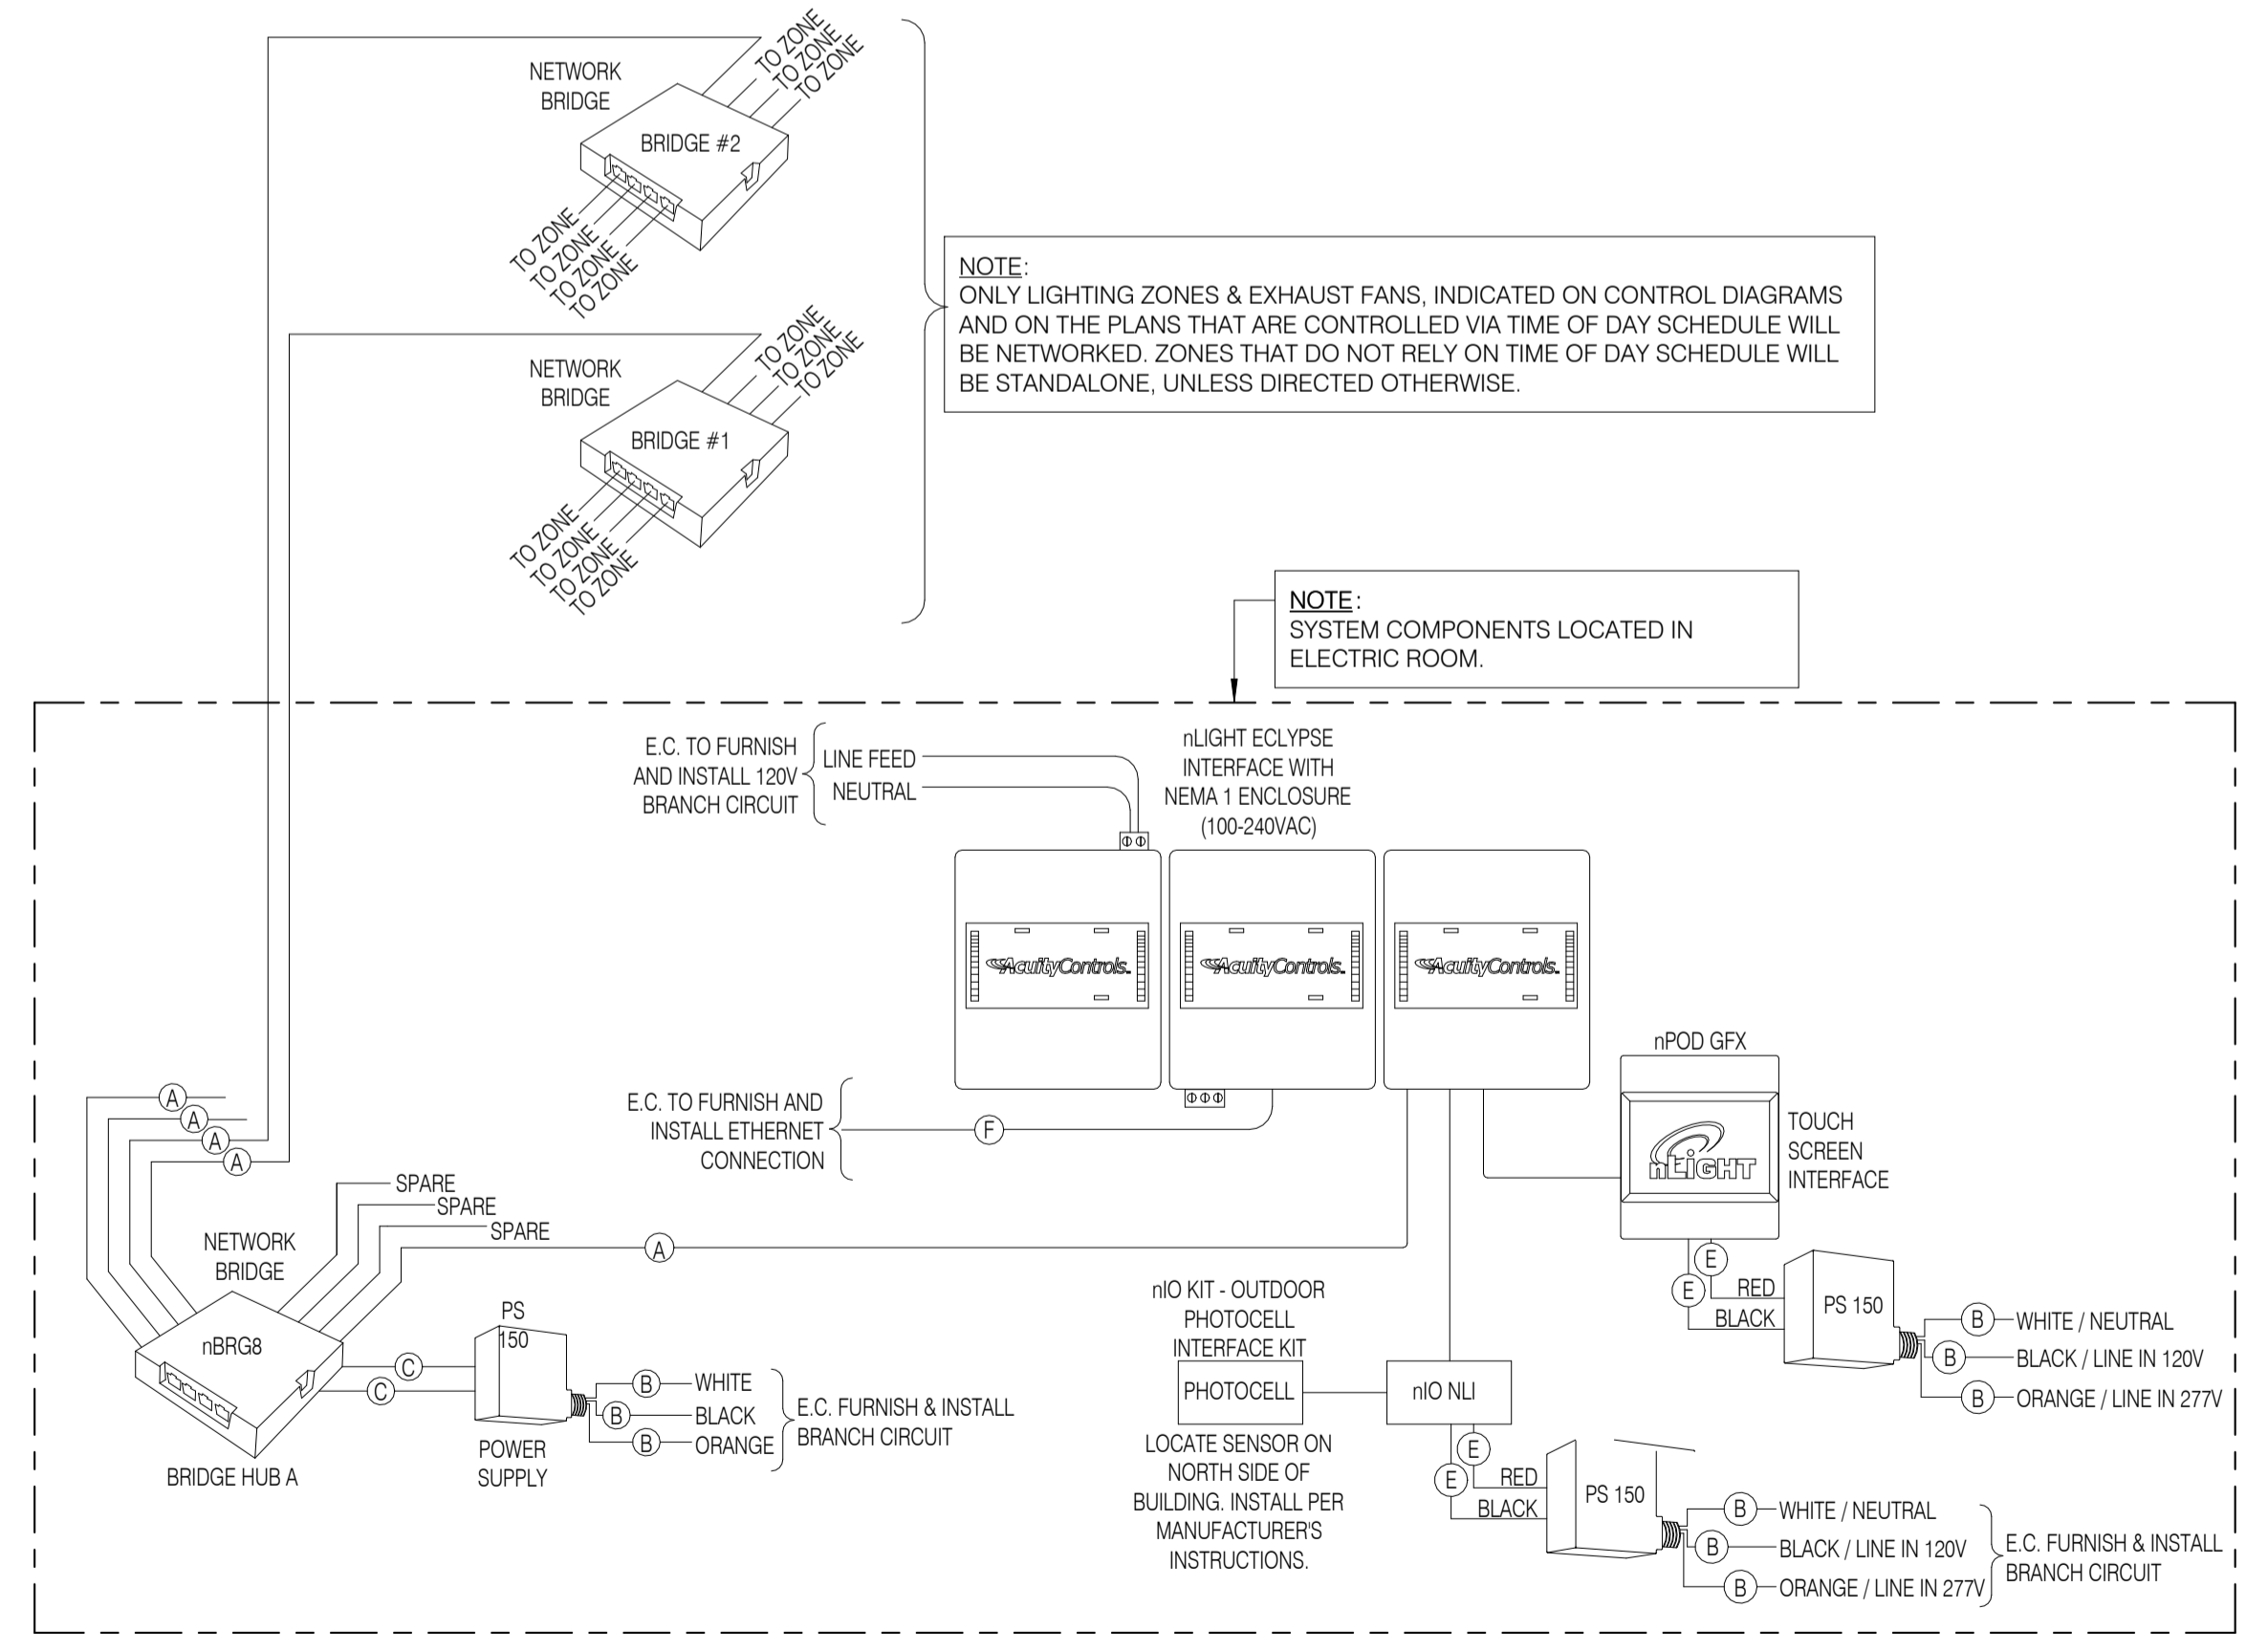 TO ZONE
TO ZONE
TO ZONE
NETWORK
BRIDGE
BRIDGE #2
TO ZONE
TO ZONE
TO ZONE
TO ZONE
NOTE:
ONLY LIGHTING ZONES & EXHAUST FANS, INDICATED ON CONTROL DIAGRAMS
AND ON THE PLANS THAT ARE CONTROLLED VIA TIME OF DAY SCHEDULE WILL
BE NETWORKED. ZONES THAT DO NOT RELY ON TIME OF DAY SCHEDULE WILL
BE STANDALONE, UNLESS DIRECTED OTHERWISE.
TO ZONE
TO ZONE
TO ZONE
NETWORK
BRIDGE
BRIDGE #1
TO ZONE
TO ZONE
TO ZONE
TO ZONE
NOTE:
SYSTEM COMPONENTS LOCATED IN
ELECTRIC ROOM.
E.C. TO FURNISH
AND INSTALL 120V
BRANCH CIRCUIT
LINE FEED
NEUTRAL
nLIGHT ECLYPSE
INTERFACE WITH
NEMA 1 ENCLOSURE
(100-240VAC)
AcuityControls
AcuityControls
AcuityControls
nPOD GFX
nLIGHT
TOUCH
SCREEN
INTERFACE
E.C. TO FURNISH AND
INSTALL ETHERNET
CONNECTION
F
A
A
A
A
SPARE
SPARE
SPARE
A
NETWORK
BRIDGE
nBRG8
BRIDGE HUB A
C
C
PS
150
POWER
SUPPLY
B
WHITE
B
BLACK
B
ORANGE
E.C. FURNISH & INSTALL
BRANCH CIRCUIT
nIO KIT - OUTDOOR
PHOTOCELL
INTERFACE KIT
PHOTOCELL
LOCATE SENSOR ON
NORTH SIDE OF
BUILDING. INSTALL PER
MANUFACTURER'S
INSTRUCTIONS.
nIO NLI
E
E
RED
BLACK
PS 150
B
WHITE / NEUTRAL
B
BLACK / LINE IN 120V
B
ORANGE / LINE IN 277V
E
E
RED
BLACK
PS 150
B
WHITE / NEUTRAL
B
BLACK / LINE IN 120V
B
ORANGE / LINE IN 277V
E.C. FURNISH & INSTALL
BRANCH CIRCUIT